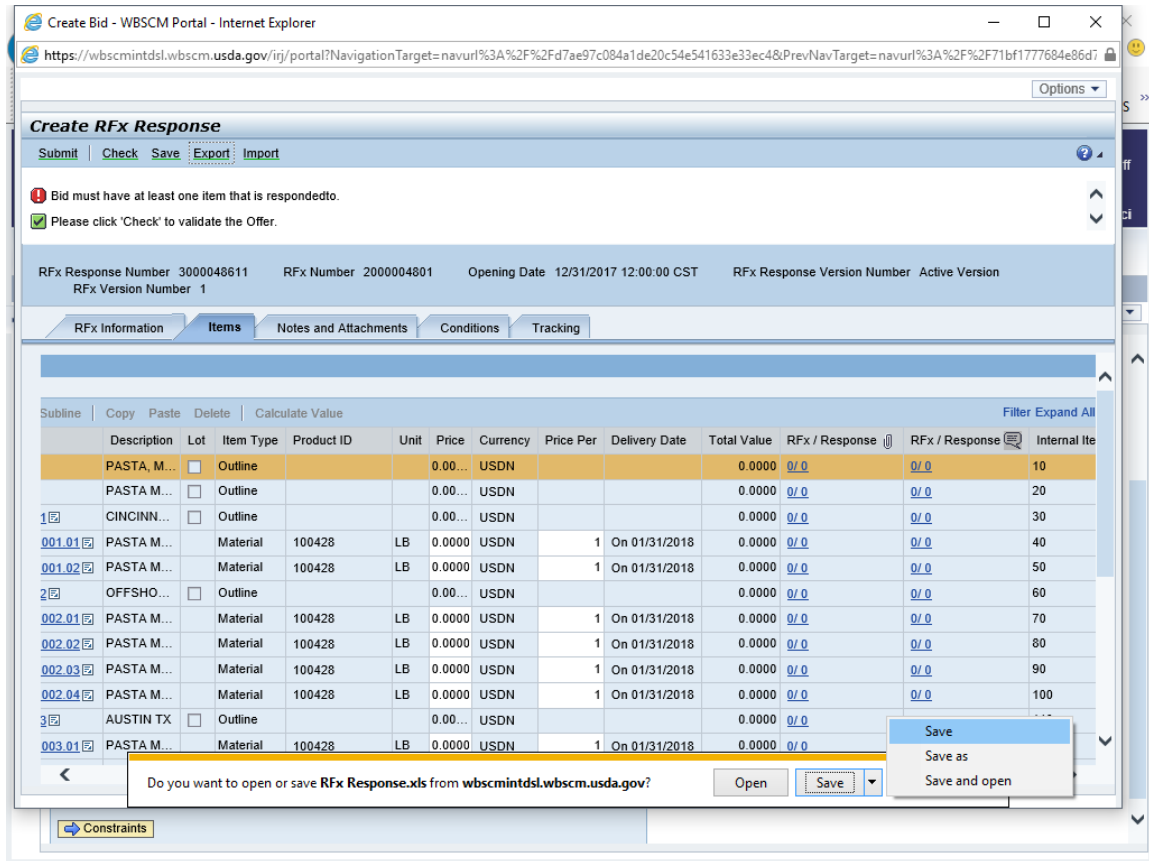 Create Bid - WBSCM Portal - Internet Explorer
https://wbscmintdsl.wbscm.usda.gov/irj/portal?NavigationTarget=navurl%3A%2F%2Fd7ae97c084a1de20c54e541633e33ec4&PrevNavTarget=navurl%3A%2F%2F71bf1777684e86d7
Options
S
Create RFx Response
Submit Check Save Export Import
ff
Bid must have at least one item that is respondedto.
Please click 'Check' to validate the Offer.
ci
RFx Response Number 3000048611 RFx Number 2000004801 Opening Date 12/31/2017 12:00:00 CST RFx Response Version Number Active Version
RFx Version Number 1
RFx Information Items Notes and Attachments Conditions Tracking
Subline Copy Paste Delete Calculate Value Filter Expand All
Description Lot Item Type Product ID Unit Price Currency Price Per Delivery Date Total Value RFx / Response RFx / Response Internal Ite
PASTA, M... Outline 0.00... USDN 0.0000 0/ 0 0/ 0 10
PASTA M... Outline 0.00... USDN 0.0000 0/ 0 0/ 0 20
1 CINCINN... Outline 0.00... USDN 0.0000 0/ 0 0/ 0 30
001.01 PASTA M... Material 100428 LB 0.0000 USDN 1 On 01/31/2018 0.0000 0/ 0 0/ 0 40
001.02 PASTA M... Material 100428 LB 0.0000 USDN 1 On 01/31/2018 0.0000 0/ 0 0/ 0 50
2 OFFSHO... Outline 0.00... USDN 0.0000 0/ 0 0/ 0 60
002.01 PASTA M... Material 100428 LB 0.0000 USDN 1 On 01/31/2018 0.0000 0/ 0 0/ 0 70
002.02 PASTA M... Material 100428 LB 0.0000 USDN 1 On 01/31/2018 0.0000 0/ 0 0/ 0 80
002.03 PASTA M... Material 100428 LB 0.0000 USDN 1 On 01/31/2018 0.0000 0/ 0 0/ 0 90
002.04 PASTA M... Material 100428 LB 0.0000 USDN 1 On 01/31/2018 0.0000 0/ 0 0/ 0 100
3 AUSTIN TX Outline 0.00... USDN 0.0000 0/ 0
003.01 PASTA M... Material 100428 LB 0.0000 USDN 1 On 01/31/2018 0.0000 0/ 0
Save
Save as
Save and open
Do you want to open or save RFx Response.xls from wbscmintdsl.wbscm.usda.gov? Open Save
Constraints